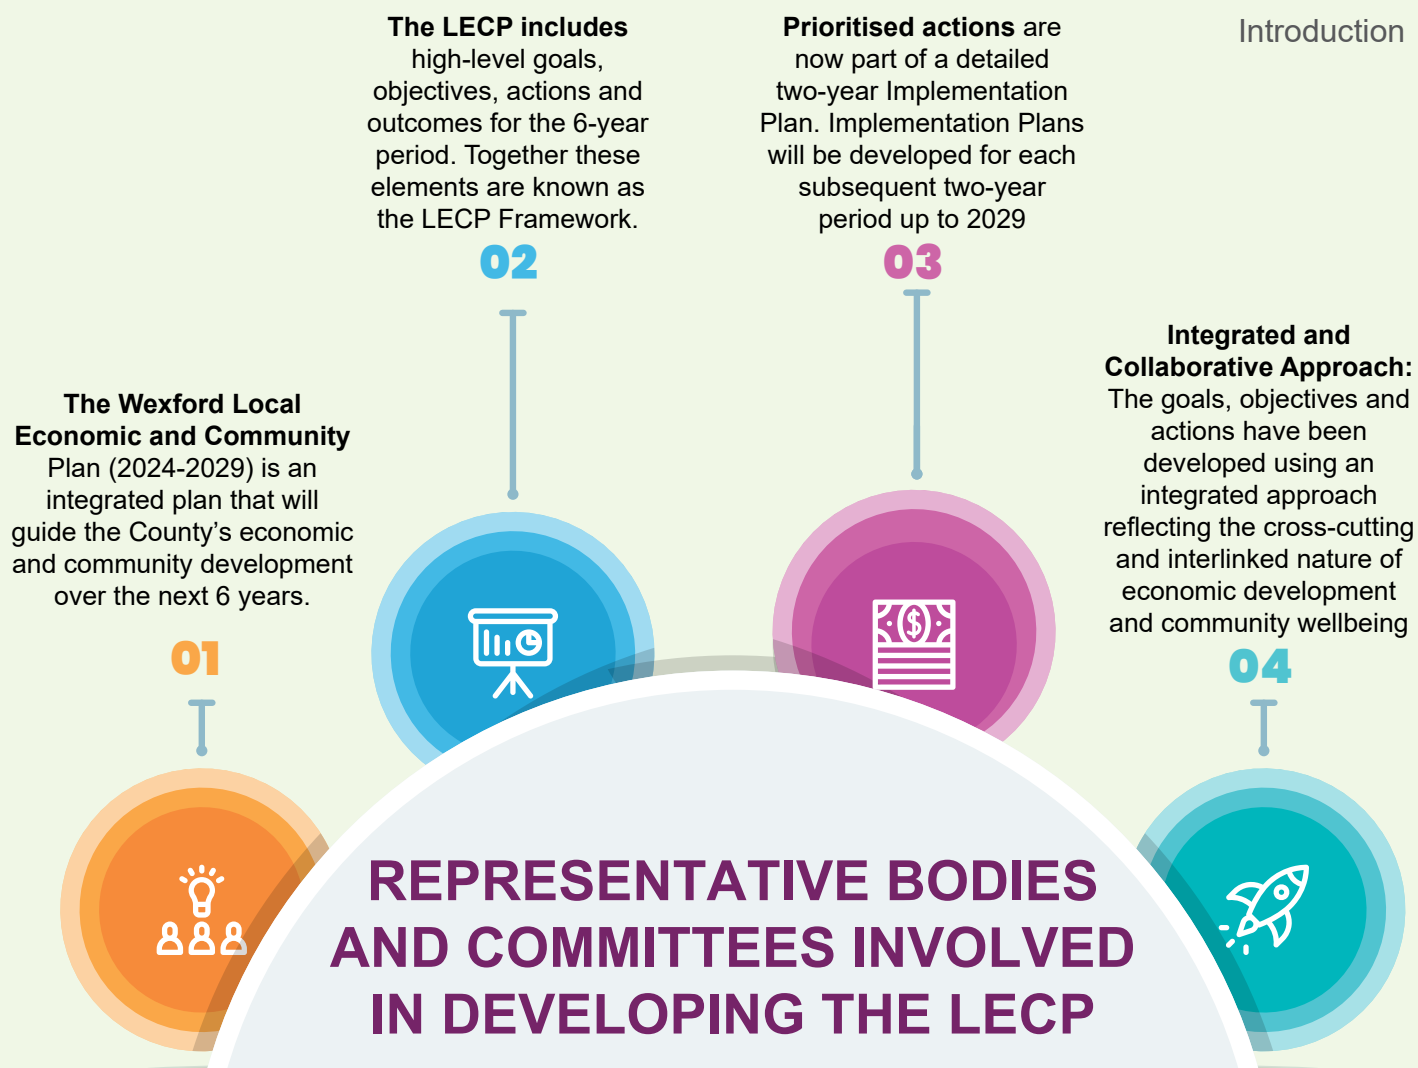 Introduction
The Wexford Local
Economic and Community
Plan (2024-2029) is an
integrated plan that will
guide the County’s economic
and community development
over the next 6 years.
01
The LECP includes
high-level goals,
objectives, actions and
outcomes for the 6-year
period. Together these
elements are known as
the LECP Framework.
02
Prioritised actions are
now part of a detailed
two-year Implementation
Plan. Implementation Plans
will be developed for each
subsequent two-year
period up to 2029
03
Integrated and
Collaborative Approach:
The goals, objectives and
actions have been
developed using an
integrated approach
reflecting the cross-cutting
and interlinked nature of
economic development
and community wellbeing
04
$
REPRESENTATIVE BODIES
AND COMMITTEES INVOLVED
IN DEVELOPING THE LECP